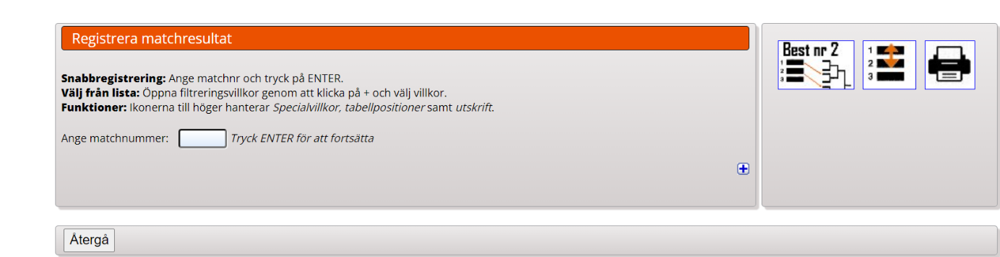 Registrera matchresultat
Snabbregistrering: Ange matchnr och tryck på ENTER.
Välj från lista: Öppna filtreringsvillkor genom att klicka på + och välj villkor.
Funktioner: Ikonerna till höger hanterar Specialvillkor, tabellpositioner samt utskrift.
Ange matchnummer: Tryck ENTER för att fortsätta
Best nr 2
1
2
3
1
2
3
Återgå